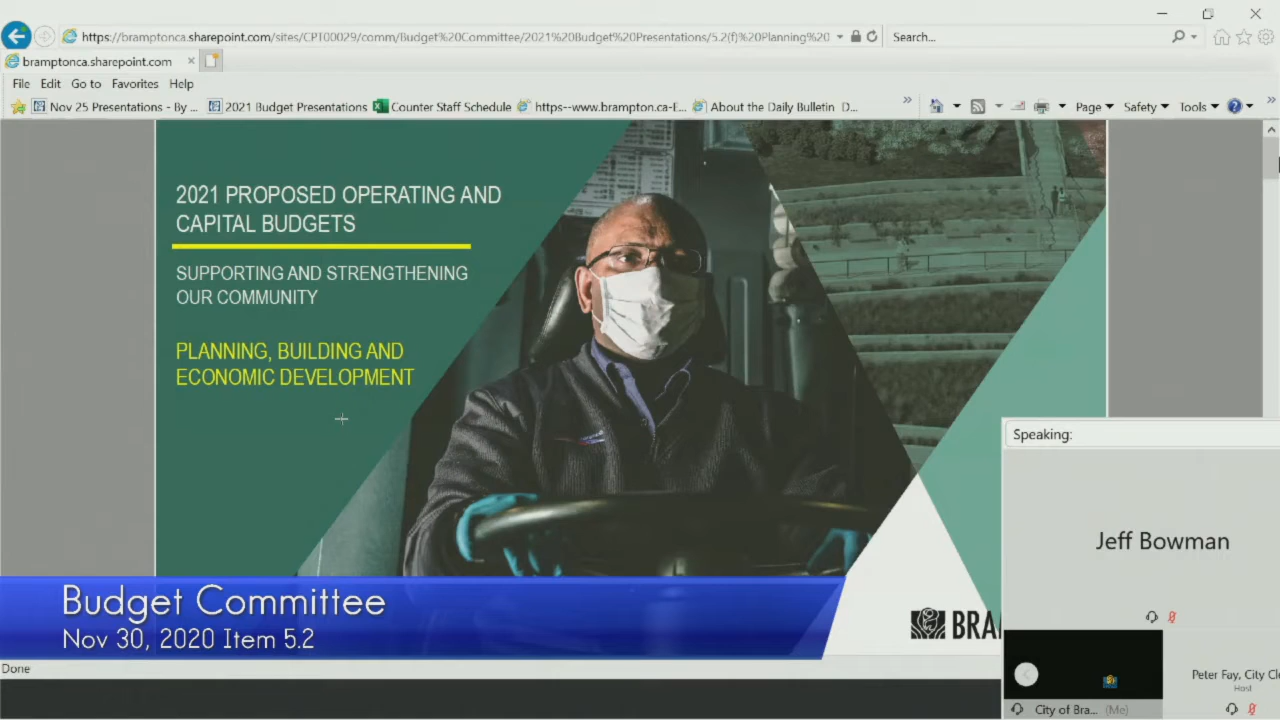 https://bramptonca.sharepoint.com/sites/CPT00029/comm/Budget%20Committee/2021%20Budget%20Presentations/5.2(f)%20Planning%20
Search...
bramptonca.sharepoint.com
File Edit Go to Favorites Help
Nov 25 Presentations - By ... 2021 Budget Presentations Counter Staff Schedule https--www.brampton.ca-E... About the Daily Bulletin D... Page Safety Tools
2021 PROPOSED OPERATING AND
CAPITAL BUDGETS
SUPPORTING AND STRENGTHENING
OUR COMMUNITY
PLANNING, BUILDING AND
ECONOMIC DEVELOPMENT
Speaking:
Jeff Bowman
Budget Committee
Nov 30, 2020 Item 5.2
BRA
Done
Peter Fay, City Cl
Host
City of Bra... (Me)